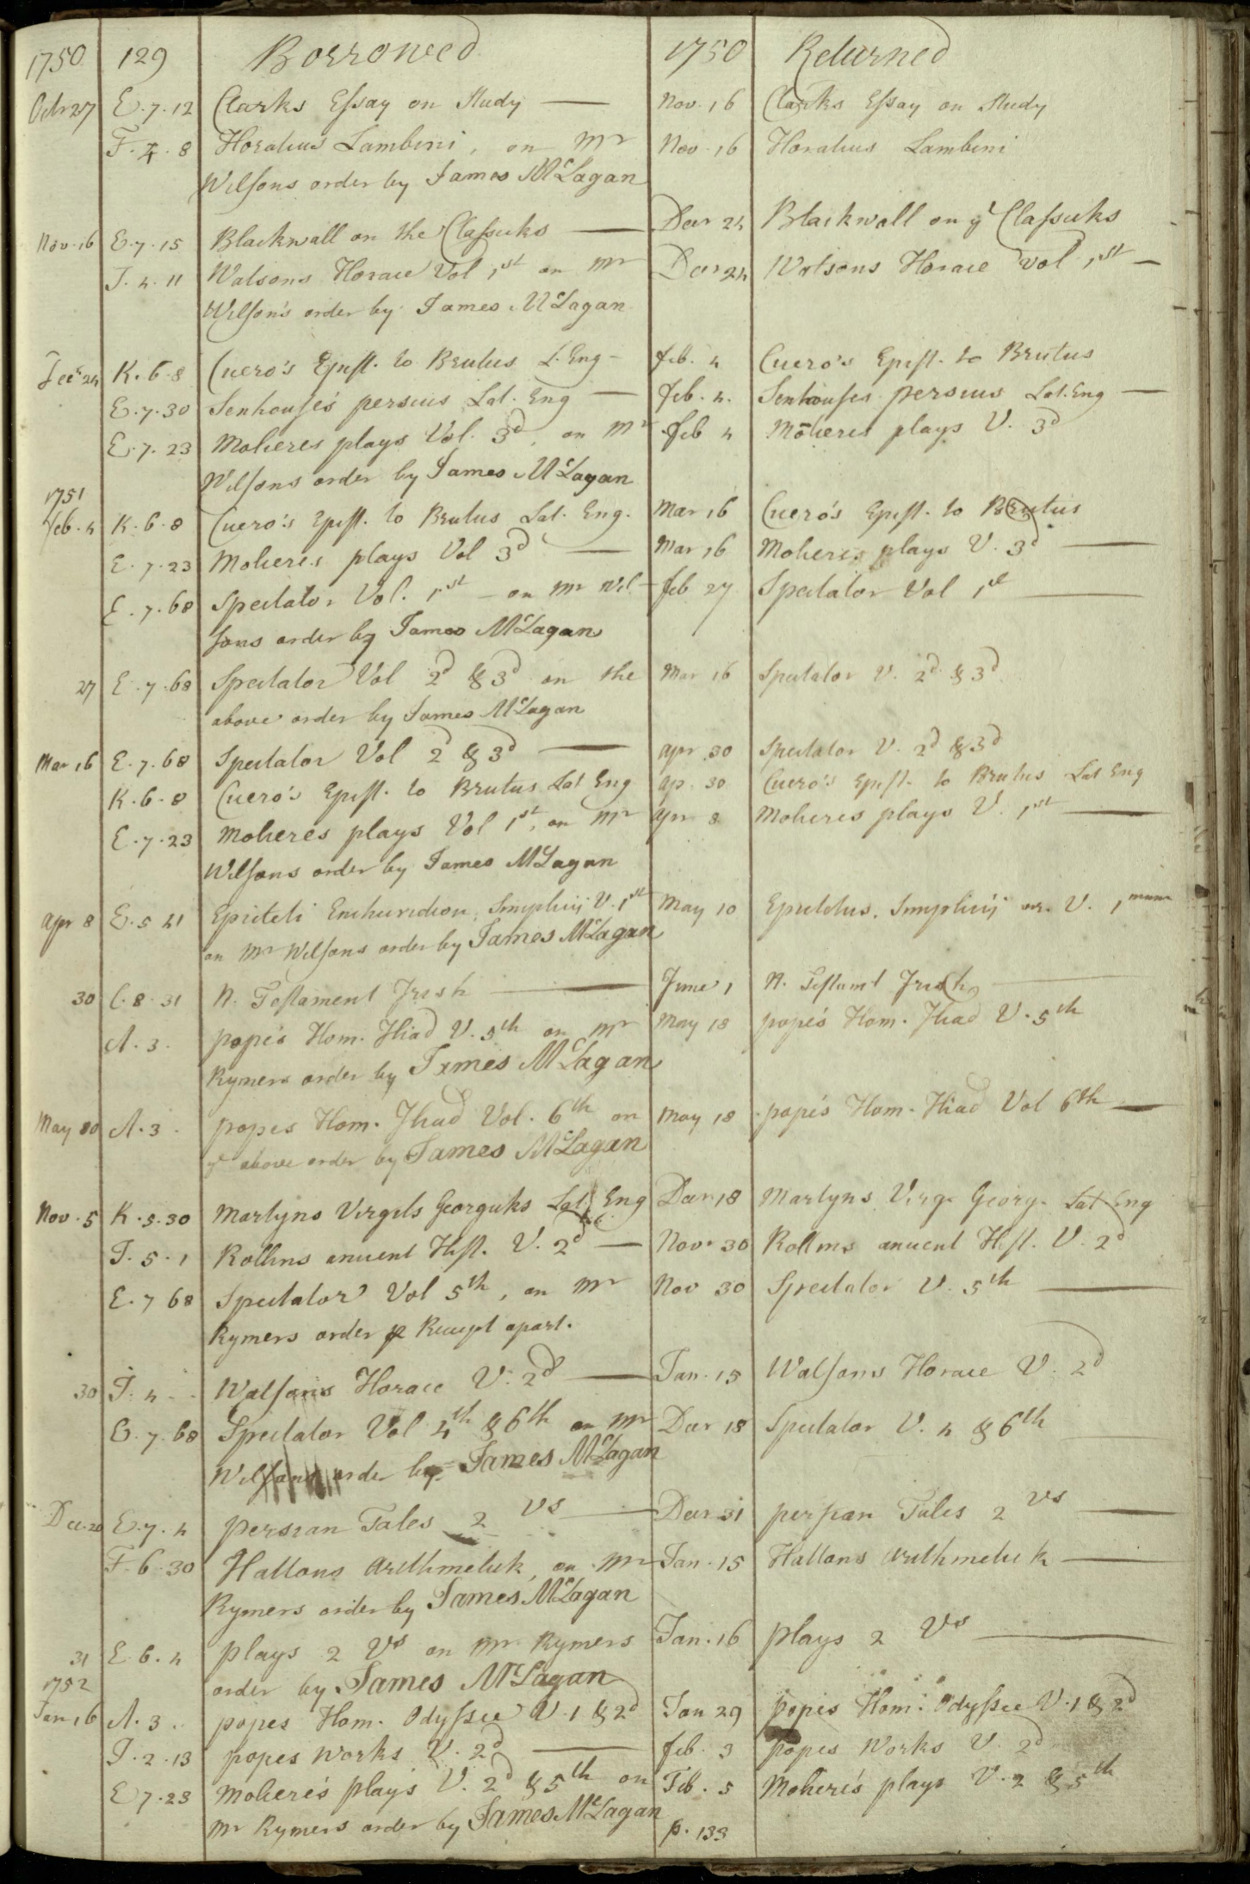 1750 129 Borrowed 1750 Returned
Octr 27 E.7.12 Clarks Essay on Study — Nov. 16 Clarks Essay on Study
F.4.8 Horatius Lambini, on Mr Nov. 16 Horatius Lambini
Wilsons order by James McLagan
Nov. 16 E.7.15 Blackwall on the Classicks — Decr 24 Blackwall on ye Classicks
J.4.11 Watsons Horace Vol 1st on Mr Decr 24 Watsons Horace Vol 1st —
Wilson's order by James McLagan
Decr 24 K.6.8 Cicero's Epist. to Brutus L. Eng – feb. 4 Cicero's Epist. to Brutus
E.7.30 Senhouse's persius Lat. Eng — feb. 4. Senhouses persius Lat. Eng —
E.7.23 Molieres plays Vol. 3d, on Mr feb 4 Molieres plays V. 3d
Wilsons order by James McLagan
1751
feb. 4 K.6.8 Cicero's Epist. to Brutus Lat. Eng. Mar 16 Cicero's Epist. to Brutus
E.7.23 Molieres plays Vol 3d — Mar 16 Molieres plays V. 3d —
E.7.68 Spectator Vol. 1st – on Mr Wil- feb 27 Spectator Vol 1st —
sons order by James McLagan
27 E.7.68 Spectator Vol 2d & 3d on the Mar 16 Spectator V. 2d & 3d
above order by James McLagan
Mar 16 E.7.68 Spectator Vol 2d & 3d — apr 30 Spectator V. 2d & 3d
K.6.8 Cicero's Epist. to Brutus Lat Eng ap. 30 Cicero's Epist. to Brutus Lat Eng
E.7.23 Molieres plays Vol 1st, on Mr apr 8 Molieres plays V. 1st —
Wilsons order by James McLagan
apr 8 E.5.41 Epicteti Enchiridion, Simplicij V. 1st May 10 Epictetus, Simplicij V. 1mum
on Mr Wilsons order by James McLagan
30 C.8.31 N. Testament Irish — June 1 N. Testamt Irish —
A.3. pope's Hom. Iliad V. 5th on Mr May 18 pope's Hom. Iliad V. 5th
Rymers order by James McLagan
May A.3. popes Hom. Iliad Vol. 6th on May 18 pope's Hom. Iliad Vol 6th —
ye above order by James McLagan
Nov. 5 K.5.30 Martyns Virgils Georgicks Lat. Eng Decr 18 Martyns Virg. Georg. Lat Eng
J.5.1 Rollins ancient Hist. V. 2d — Novr 30 Rollins ancient Hist. V. 2d
E.7 68 Spectator Vol 5th, on Mr Nov 30 Spectator V. 5th —
Rymers order p Receipt apart.
30 J.4 - - Watsons Horace V. 2d — Jan. 15 Watsons Horace V. 2d
E.7.68 Spectator Vol 4th & 6th on Mr Decr 18 Spectator V. 4 & 6th
Wilsons order by James McLagan
Dec. 20 E.7.4 persian Tales 2 Vs — Decr 31 persian Tales 2 Vs —
F.6.30 Hattons arithmetick, on Mr Jan. 15 Hattons arithmetick —
Rymers order by James McLagan
31 E 6.4 plays 2 Vs on Mr Rymers Jan. 16 plays 2 Vs —
order by James McLagan
1752
Jan 16 A.3.. popes Hom. Odyssee V. 1 & 2d Jan 29 popes Hom. Odyssee V. 1 & 2d
J.2.13 popes works V. 2d — feb. 3 popes Works V. 2d
E 7.23 Molieres plays V. 2d & 5th on Feb. 5 Moliere's plays V. 2 & 5th
Mr Rymers order by James McLagan p. 133